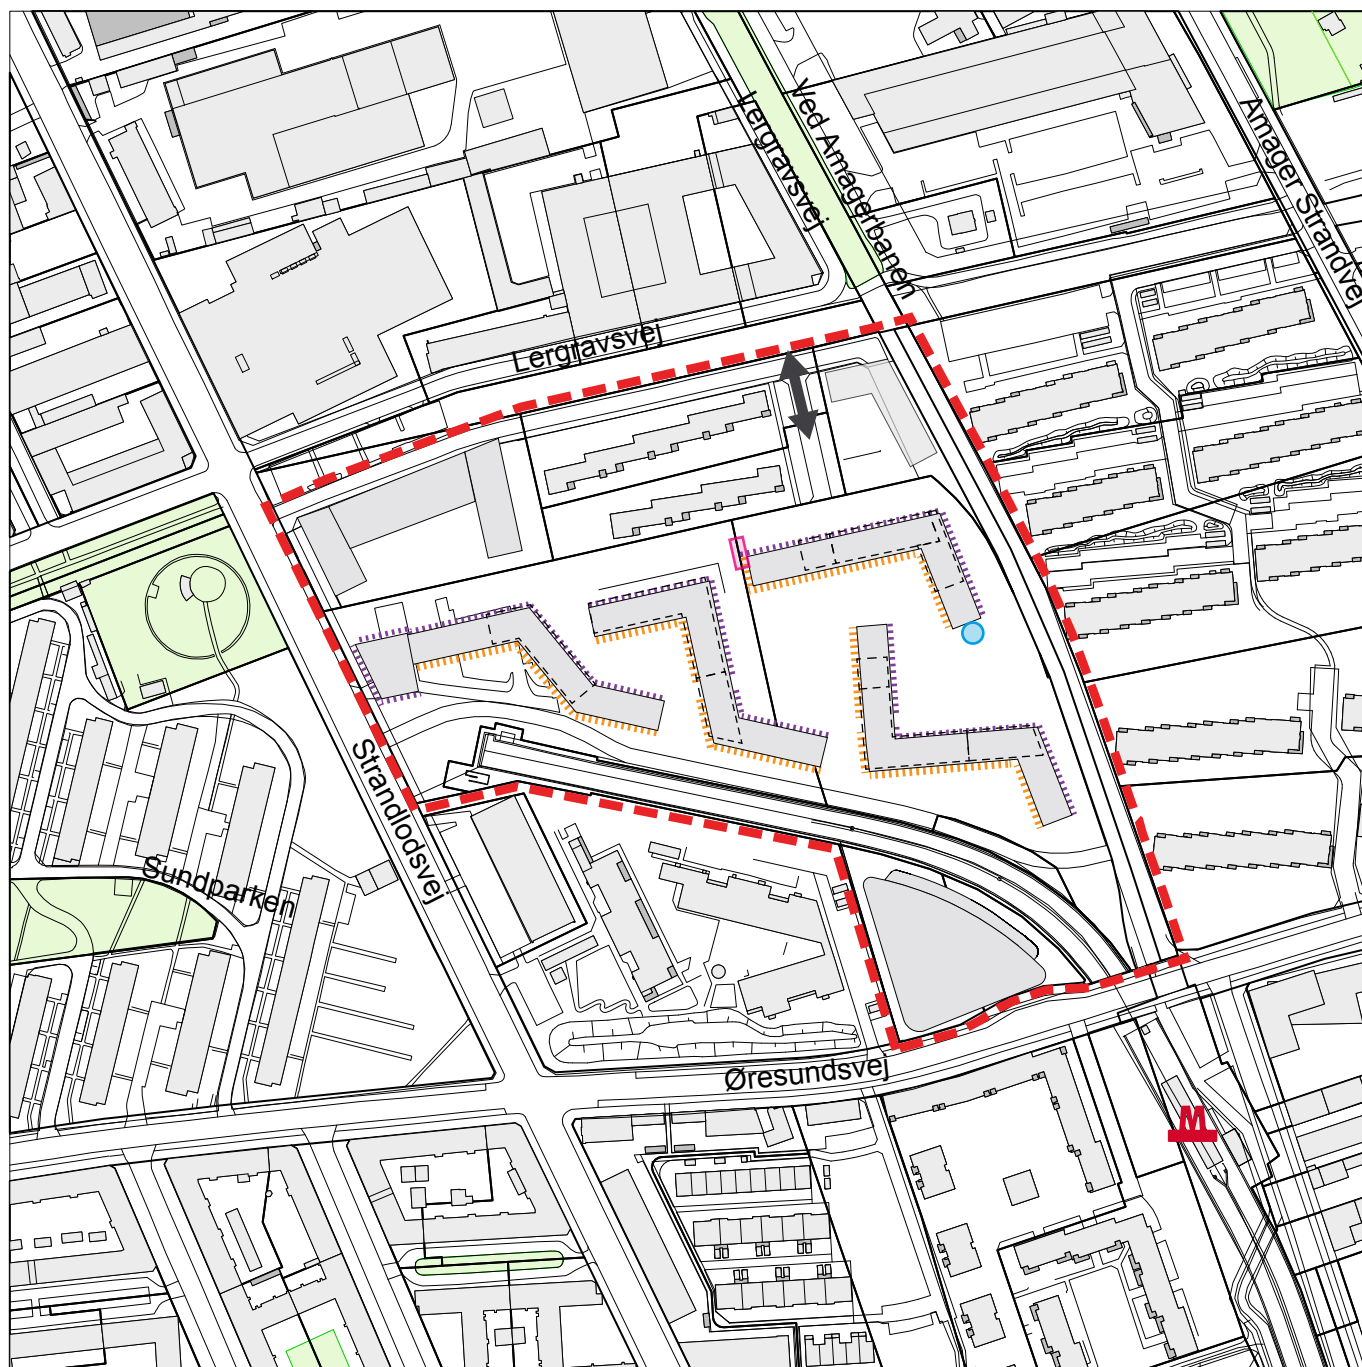 Lergravsvej
Ved Amagerbanen
Amager Strandvej
Lergravsvej
Strandlodsvej
Sundparken
Øresundsvej
M